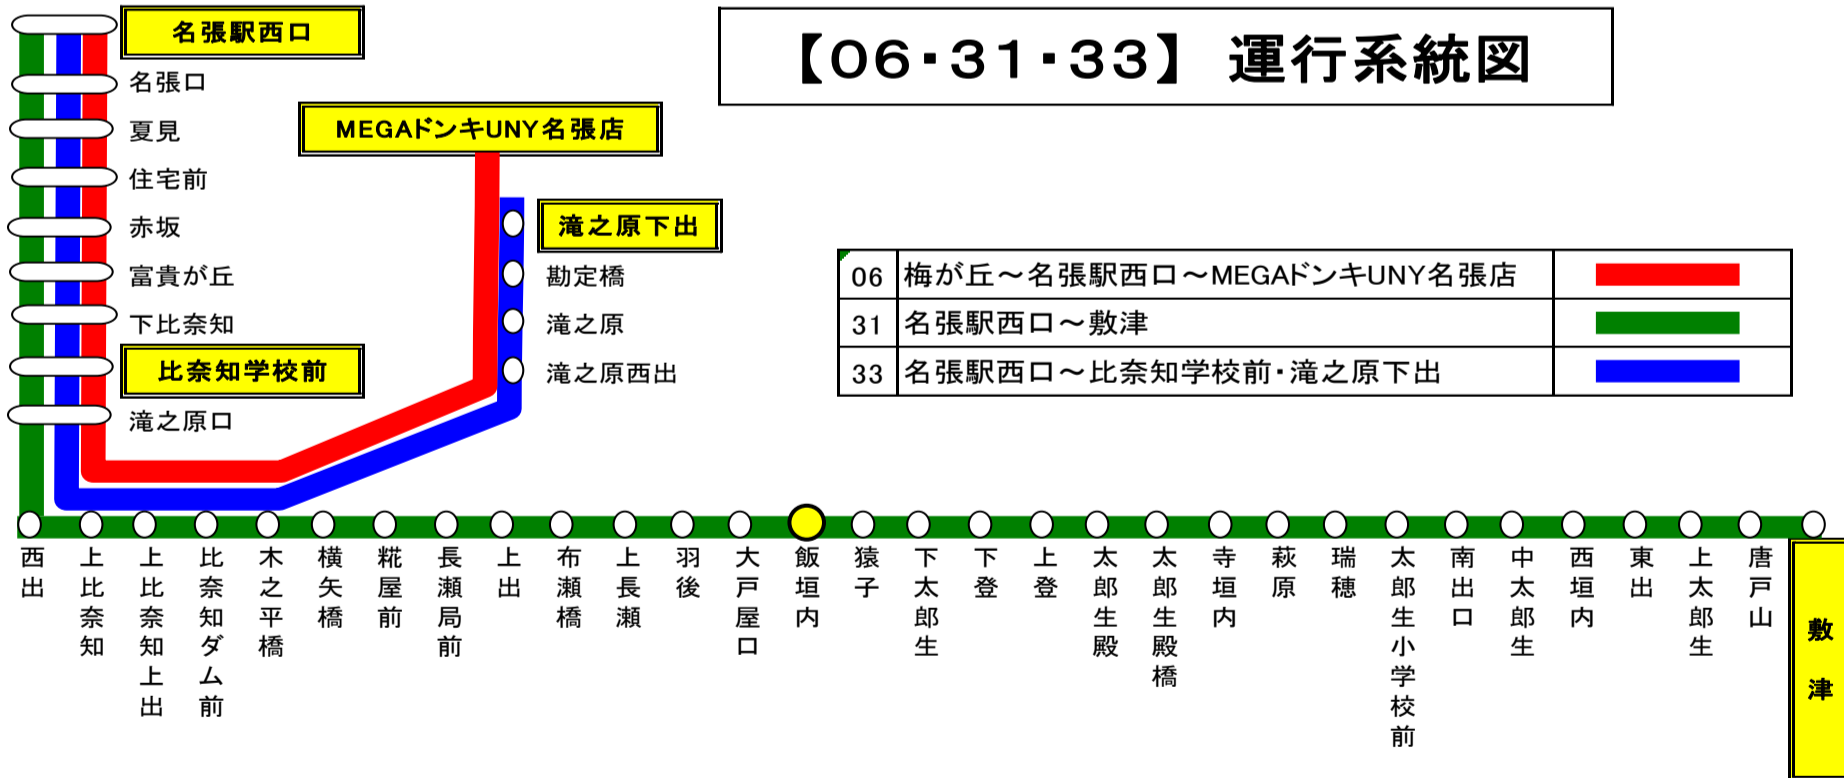 【06・31・33】 運行系統図
名張駅西口
名張口
夏見
住宅前
赤坂
富貴が丘
下比奈知
比奈知学校前
滝之原口
MEGAドンキUNY名張店
滝之原下出
勘定橋
滝之原
滝之原西出
06 梅が丘～名張駅西口～MEGAドンキUNY名張店
31 名張駅西口～敷津
33 名張駅西口～比奈知学校前・滝之原下出
西出
上比奈知
上比奈知上出
比奈知ダム前
木之平橋
横矢橋
糀屋前
長瀬局前
上出
布瀬橋
上長瀬
羽後
大戸屋口
飯垣内
猿子
下太郎生
下登
上登
太郎生殿
太郎生殿橋
寺垣内
萩原
瑞穂
太郎生小学校前
南出口
中太郎生
西垣内
東出
上太郎生
唐戸山
敷津